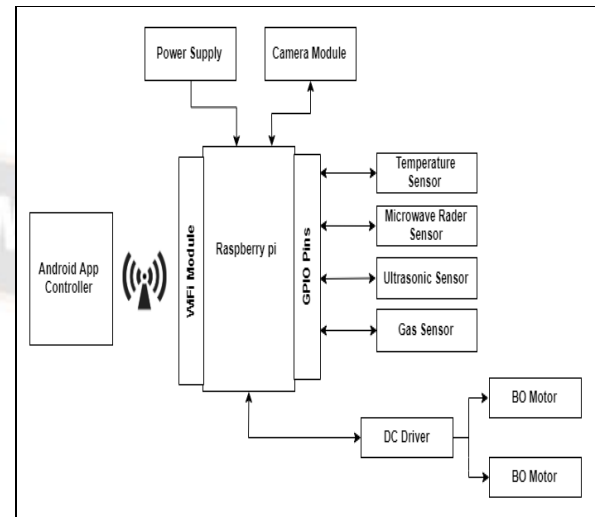 Power Supply
Camera Module
Temperature
Sensor
Microwave Rader
Sensor
Ultrasonic Sensor
Gas Sensor
GPIO Pins
Raspberry pi
WiFi Module
Android App
Controller
DC Driver
BO Motor
BO Motor